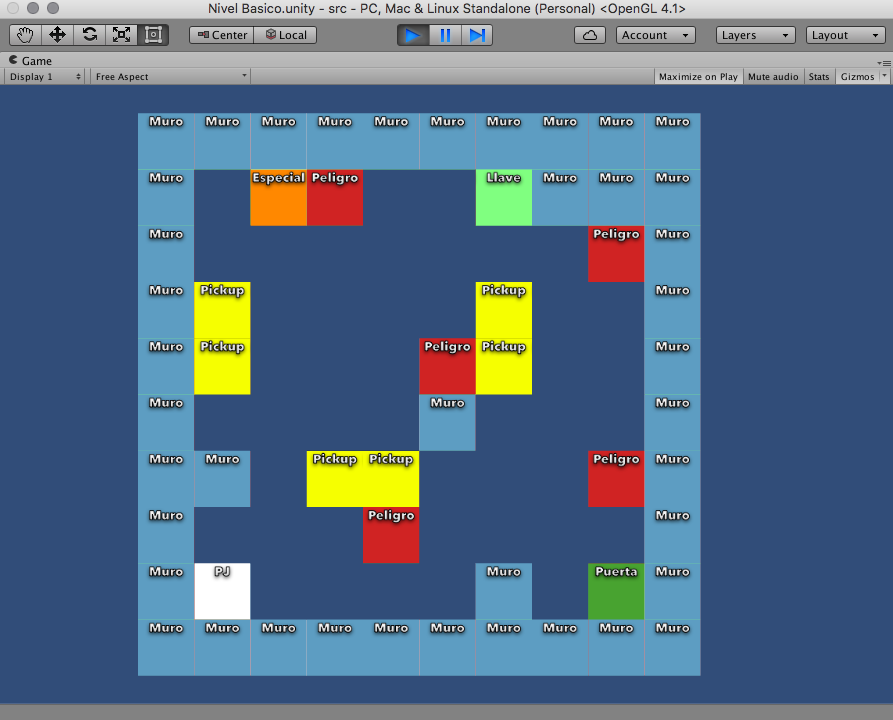 Nivel Basico.unity - src - PC, Mac & Linux Standalone (Personal) <OpenGL 4.1>
Center Local Account Layers Layout
Game
Display 1 Free Aspect Maximize on Play Mute audio Stats Gizmos
Muro Muro Muro Muro Muro Muro Muro Muro Muro Muro
Muro Especial Peligro Llave Muro Muro Muro
Muro Peligro Muro
Muro Pickup Pickup Muro
Muro Pickup Peligro Pickup Muro
Muro Muro Muro
Muro Muro Pickup Pickup Peligro Muro
Muro Peligro Muro
Muro PJ Muro Puerta Muro
Muro Muro Muro Muro Muro Muro Muro Muro Muro Muro